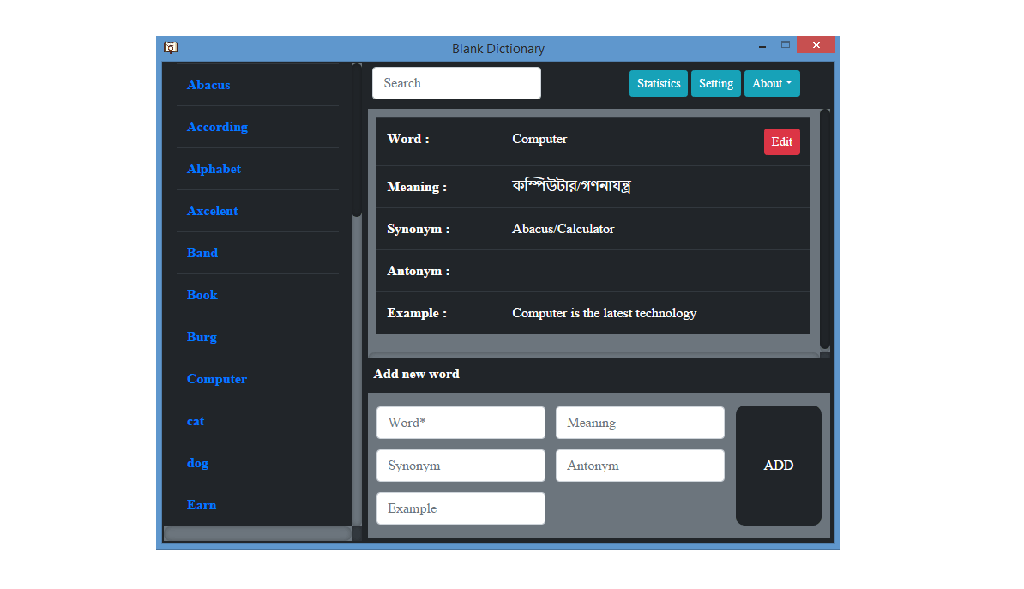 Blank Dictionary
Abacus
According
Alphabet
Axcelent
Band
Book
Burg
Computer
cat
dog
Earn
Search
Statistics Setting About
Word : Computer Edit
Meaning : কম্পিউটার/গণনাযন্ত্র
Synonym : Abacus/Calculator
Antonym :
Example : Computer is the latest technology
Add new word
Word* Meaning
Synonym Antonym
Example
ADD